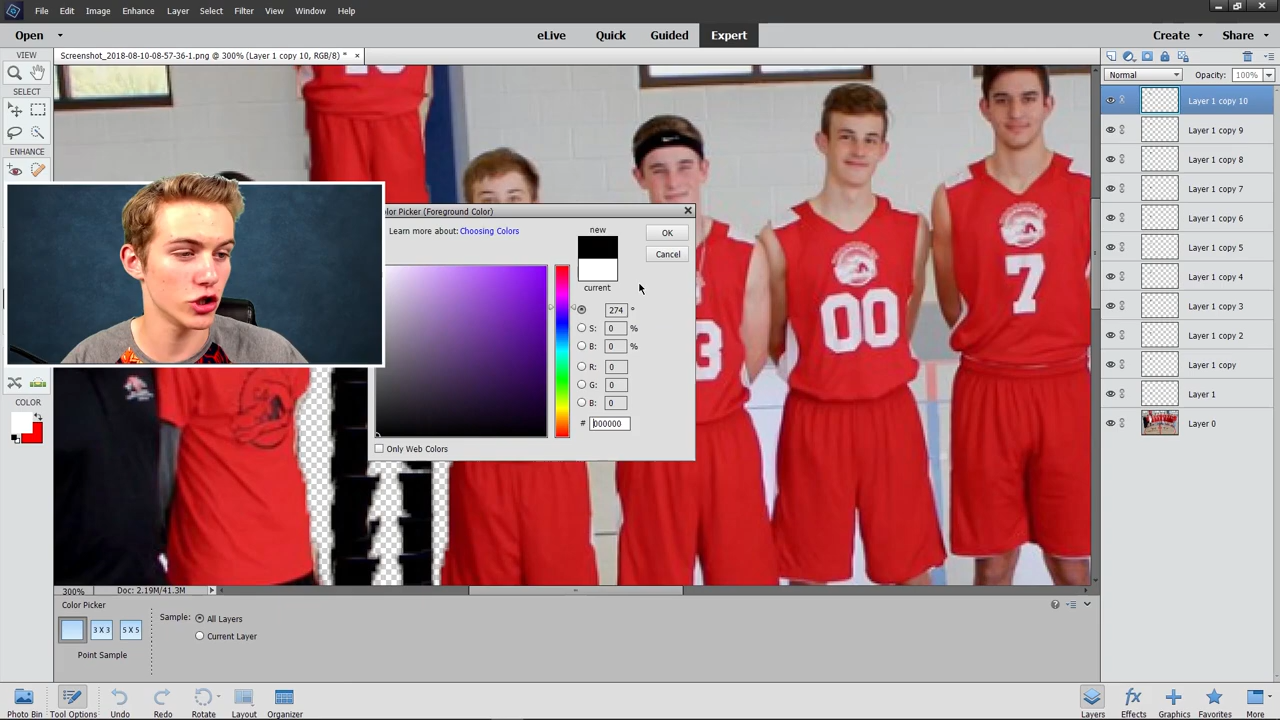 File Edit Image Enhance Layer Select Filter View Window Help
Open eLive Quick Guided Expert Create Share
VIEW
Screenshot_2018-08-10-08-57-36-1.png @ 300% (Layer 1 copy 10, RGB/8) *
Normal Opacity: 100%
SELECT
Layer 1 copy 10
Layer 1 copy 9
ENHANCE
Layer 1 copy 8
Layer 1 copy 7
Layer 1 copy 6
Layer 1 copy 5
Layer 1 copy 4
Layer 1 copy 3
Layer 1 copy 2
Layer 1 copy
Layer 1
Layer 0
olor Picker (Foreground Color)
Learn more about: Choosing Colors
new
OK
Cancel
current
274 °
S: 0 %
B: 0 %
R: 0
G: 0
B: 0
# 000000
Only Web Colors
3
00
7
COLOR
300% Doc: 2.19M/41.3M
Color Picker
Sample: All Layers
Current Layer
3 X 3 5 X 5
Point Sample
Photo Bin Tool Options Undo Redo Rotate Layout Organizer Layers Effects Graphics Favorites More